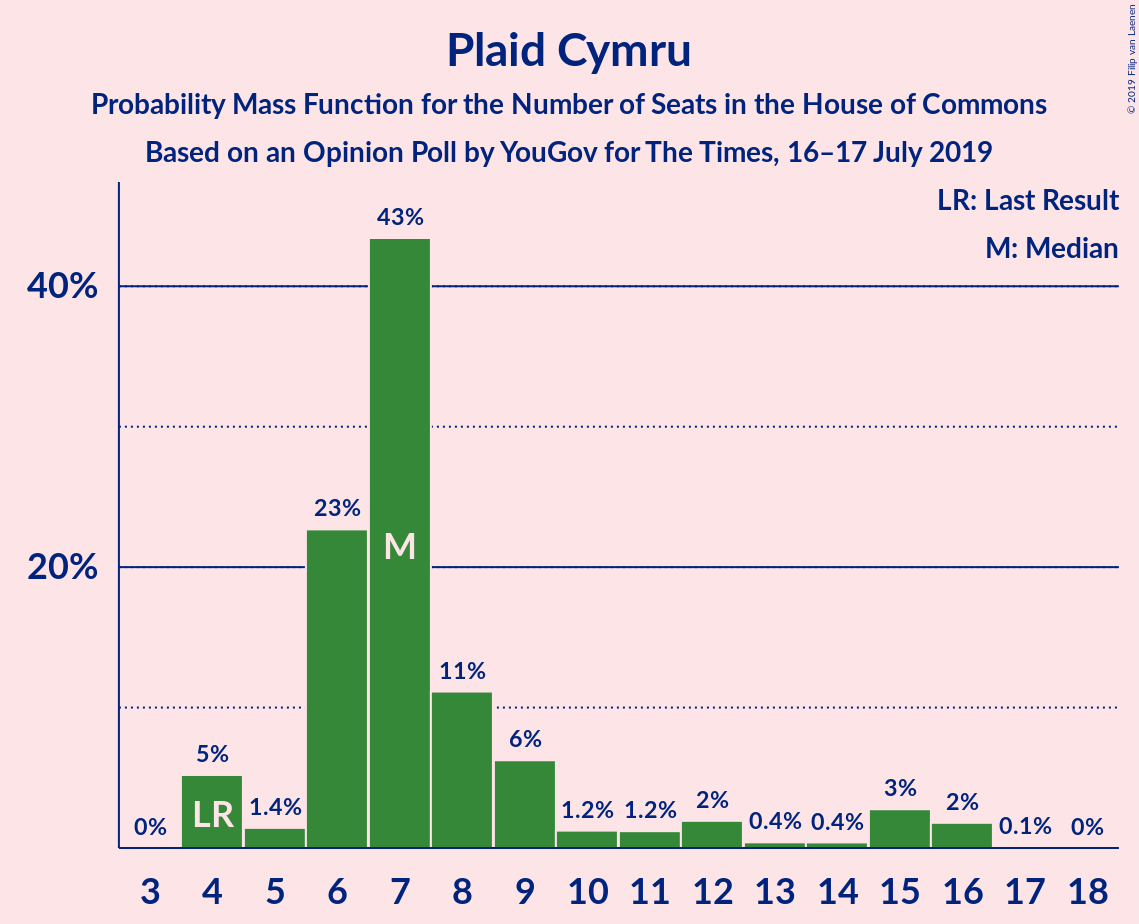 Plaid Cymru
Probability Mass Function for the Number of Seats in the House of Commons
Based on an Opinion Poll by YouGov for The Times, 16–17 July 2019
© 2019 Filip van Laenen
LR: Last Result
M: Median
40%
20%
0%
5%
1.4%
23%
43%
11%
6%
1.2%
1.2%
2%
0.4%
0.4%
3%
2%
0.1%
0%
LR
M
3 4 5 6 7 8 9 10 11 12 13 14 15 16 17 18